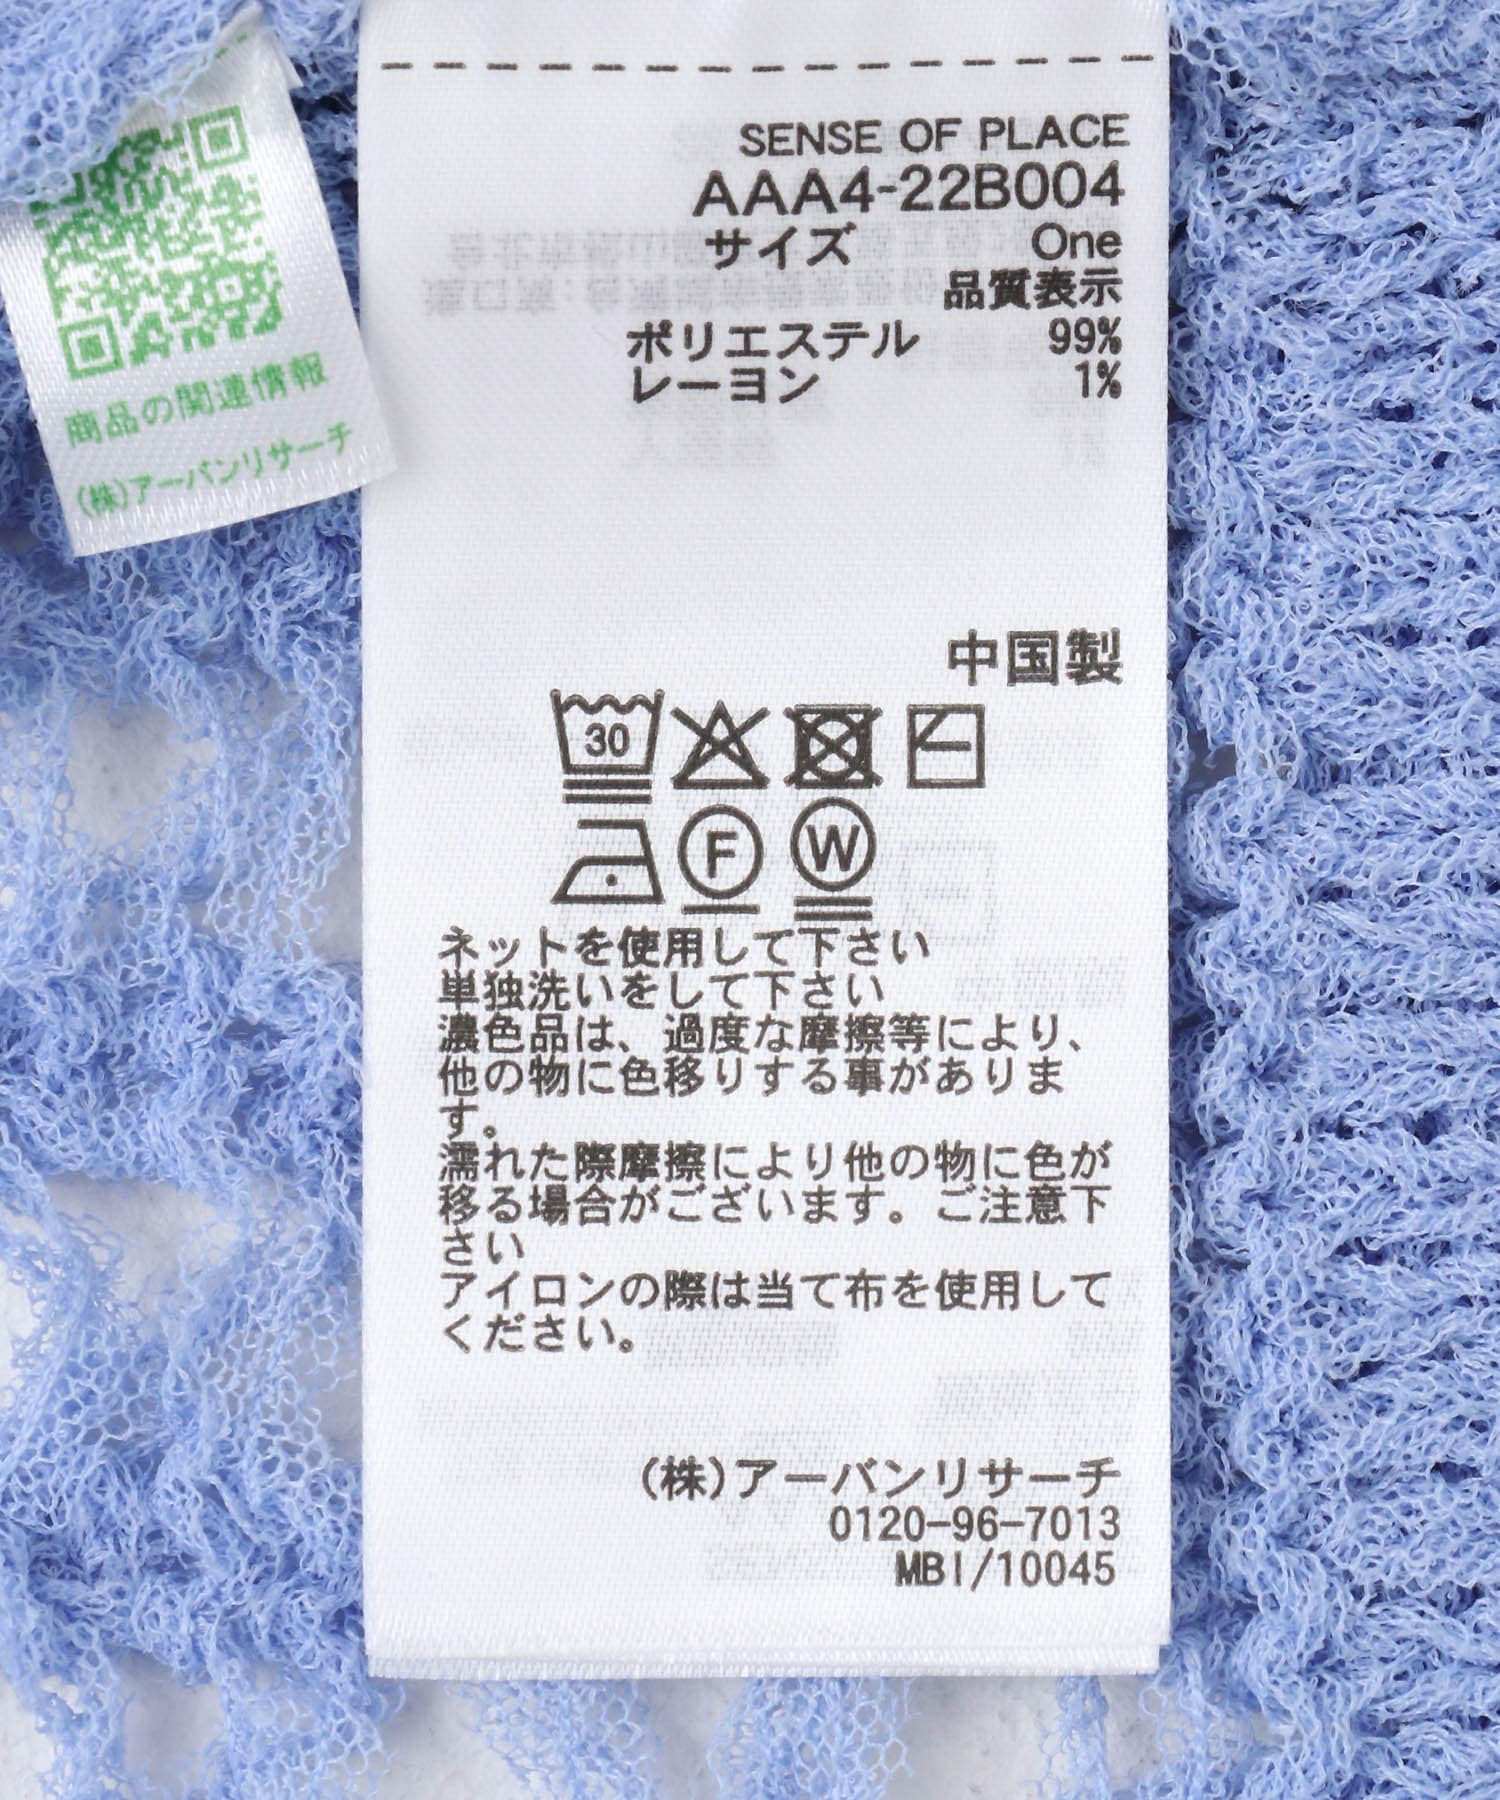 SENSE OF PLACE
AAA4-22B004
サイズ One
品質表示
ポリエステル 99%
レーヨン 1%
中国製
30
F W
ネットを使用して下さい
単独洗いをして下さい
濃色品は、過度な摩擦等により、
他の物に色移りする事がありま
す。
濡れた際摩擦により他の物に色が
移る場合がございます。ご注意下
さい
アイロンの際は当て布を使用して
ください。
(株)アーバンリサーチ
0120-96-7013
MBI/10045
商品の関連情報
(株)アーバンリサーチ